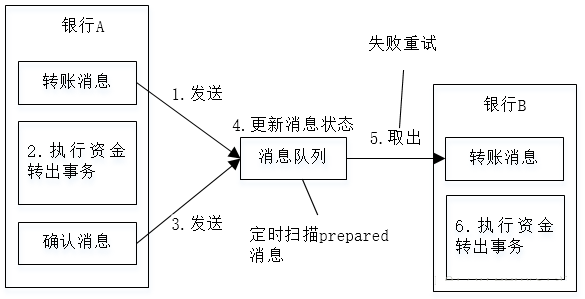 银行A
转账消息
2.执行资金
转出事务
确认消息
1.发送
3.发送
4.更新消息状态
消息队列
定时扫描prepared
消息
失败重试
5.取出
银行B
转账消息
6.执行资金
转出事务